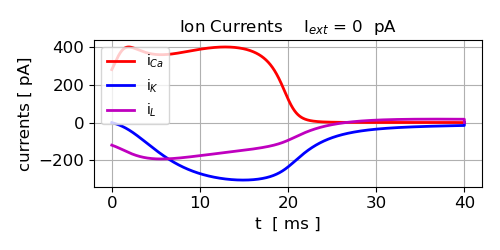 Ion Currents    I_ext = 0  pA
currents [ pA]
400
200
0
−200
i_Ca
i_K
i_L
0 10 20 30 40
t  [ ms ]